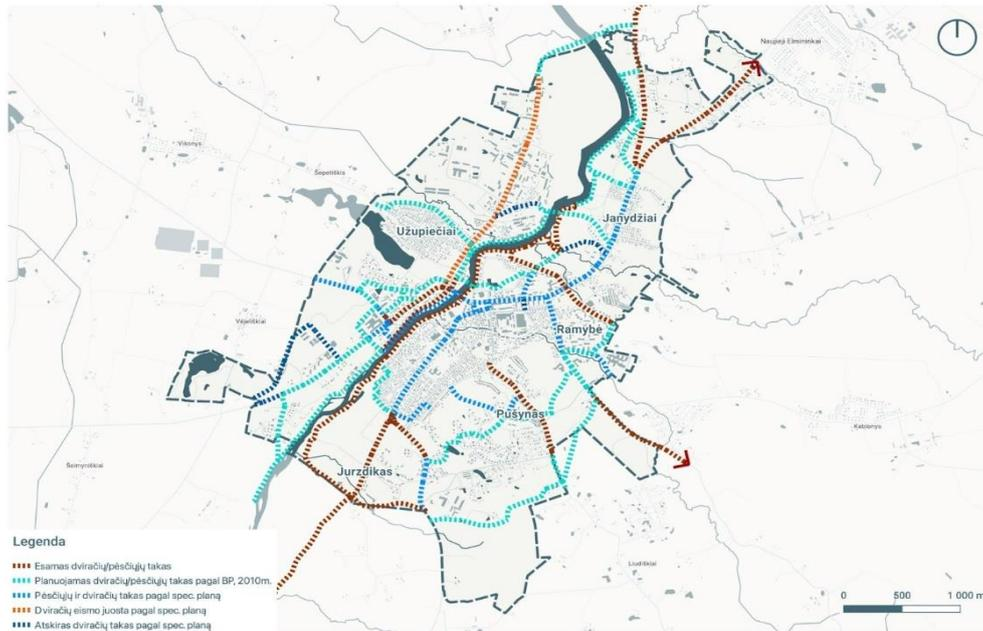 Naujieji Elmininkai
Vikonys
Šepetiškis
Janydžiai
Užupiečiai
Vėjeliškiai
Ramybė
Pušynas
Kabionys
Šeimyniškiai
Jurzdikas
Liudiškiai
Legenda
Esamas dviračių/pėsčiųjų takas
Planuojamas dviračių/pėsčiųjų takas pagal BP, 2010m.
Pėsčiųjų ir dviračių takas pagal spec. planą
Dviračių eismo juosta pagal spec. planą
Atskiras dviračių takas pagal spec. planą
0 500 1 000 m